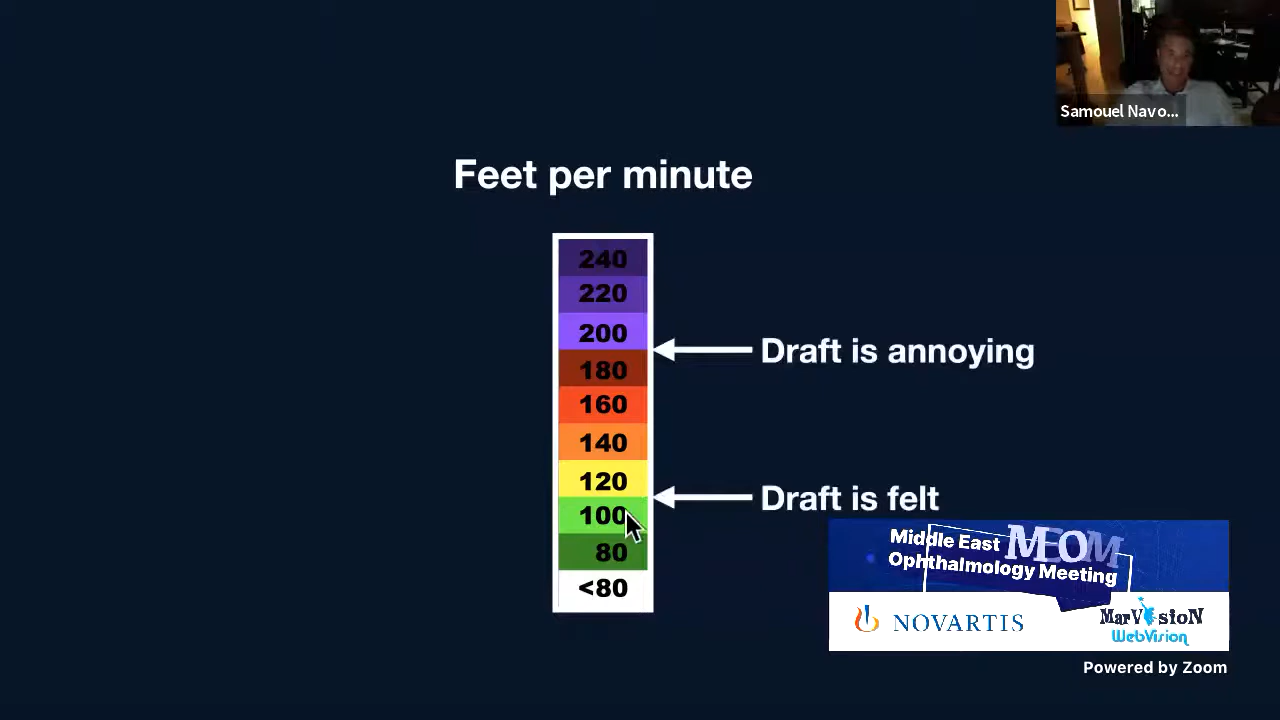 Samouel Navo...
Feet per minute
240
220
200
Draft is annoying
180
160
140
120
Draft is felt
100
80
<80
Middle East MEOM
Ophthalmology Meeting
NOVARTIS
MarVisioN
WebVision
Powered by Zoom